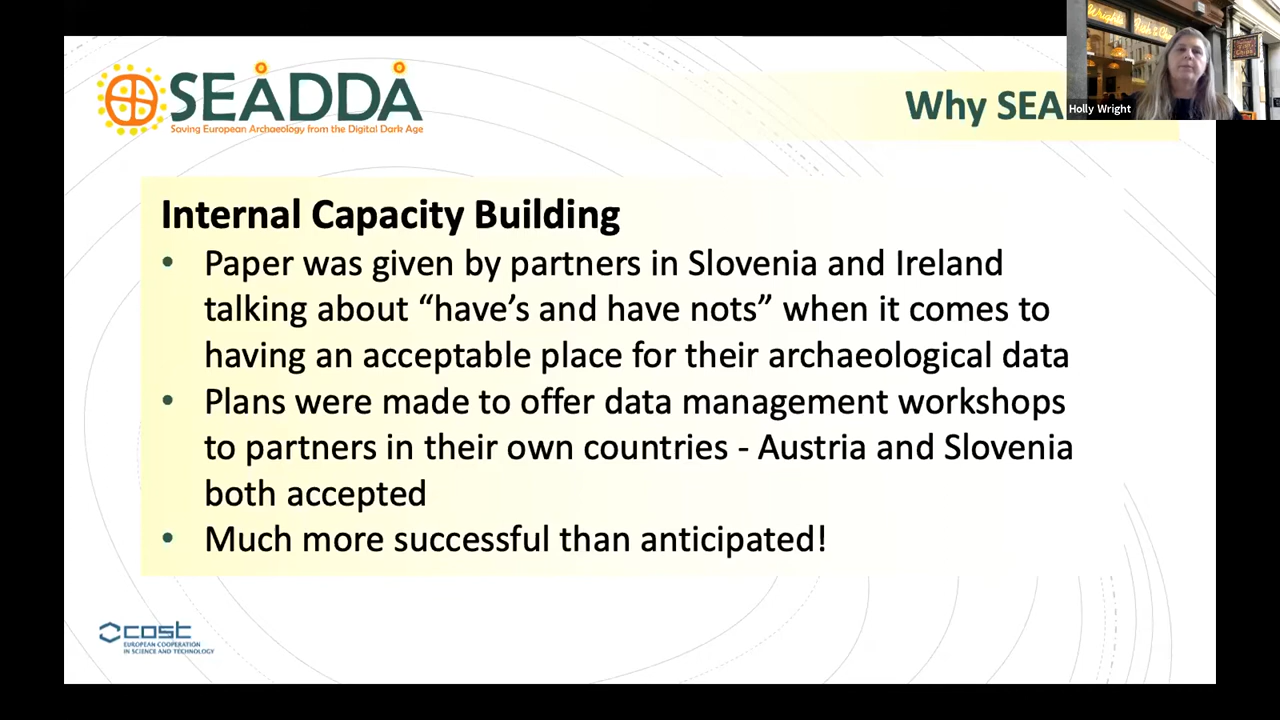 SEADDA
Saving European Archaeology from the Digital Dark Age
Why SEA
Wright's
Fish & Ch
Holly Wright
Internal Capacity Building
• Paper was given by partners in Slovenia and Ireland
talking about “have’s and have nots” when it comes to
having an acceptable place for their archaeological data
• Plans were made to offer data management workshops
to partners in their own countries - Austria and Slovenia
both accepted
• Much more successful than anticipated!
cost
EUROPEAN COOPERATION
IN SCIENCE AND TECHNOLOGY